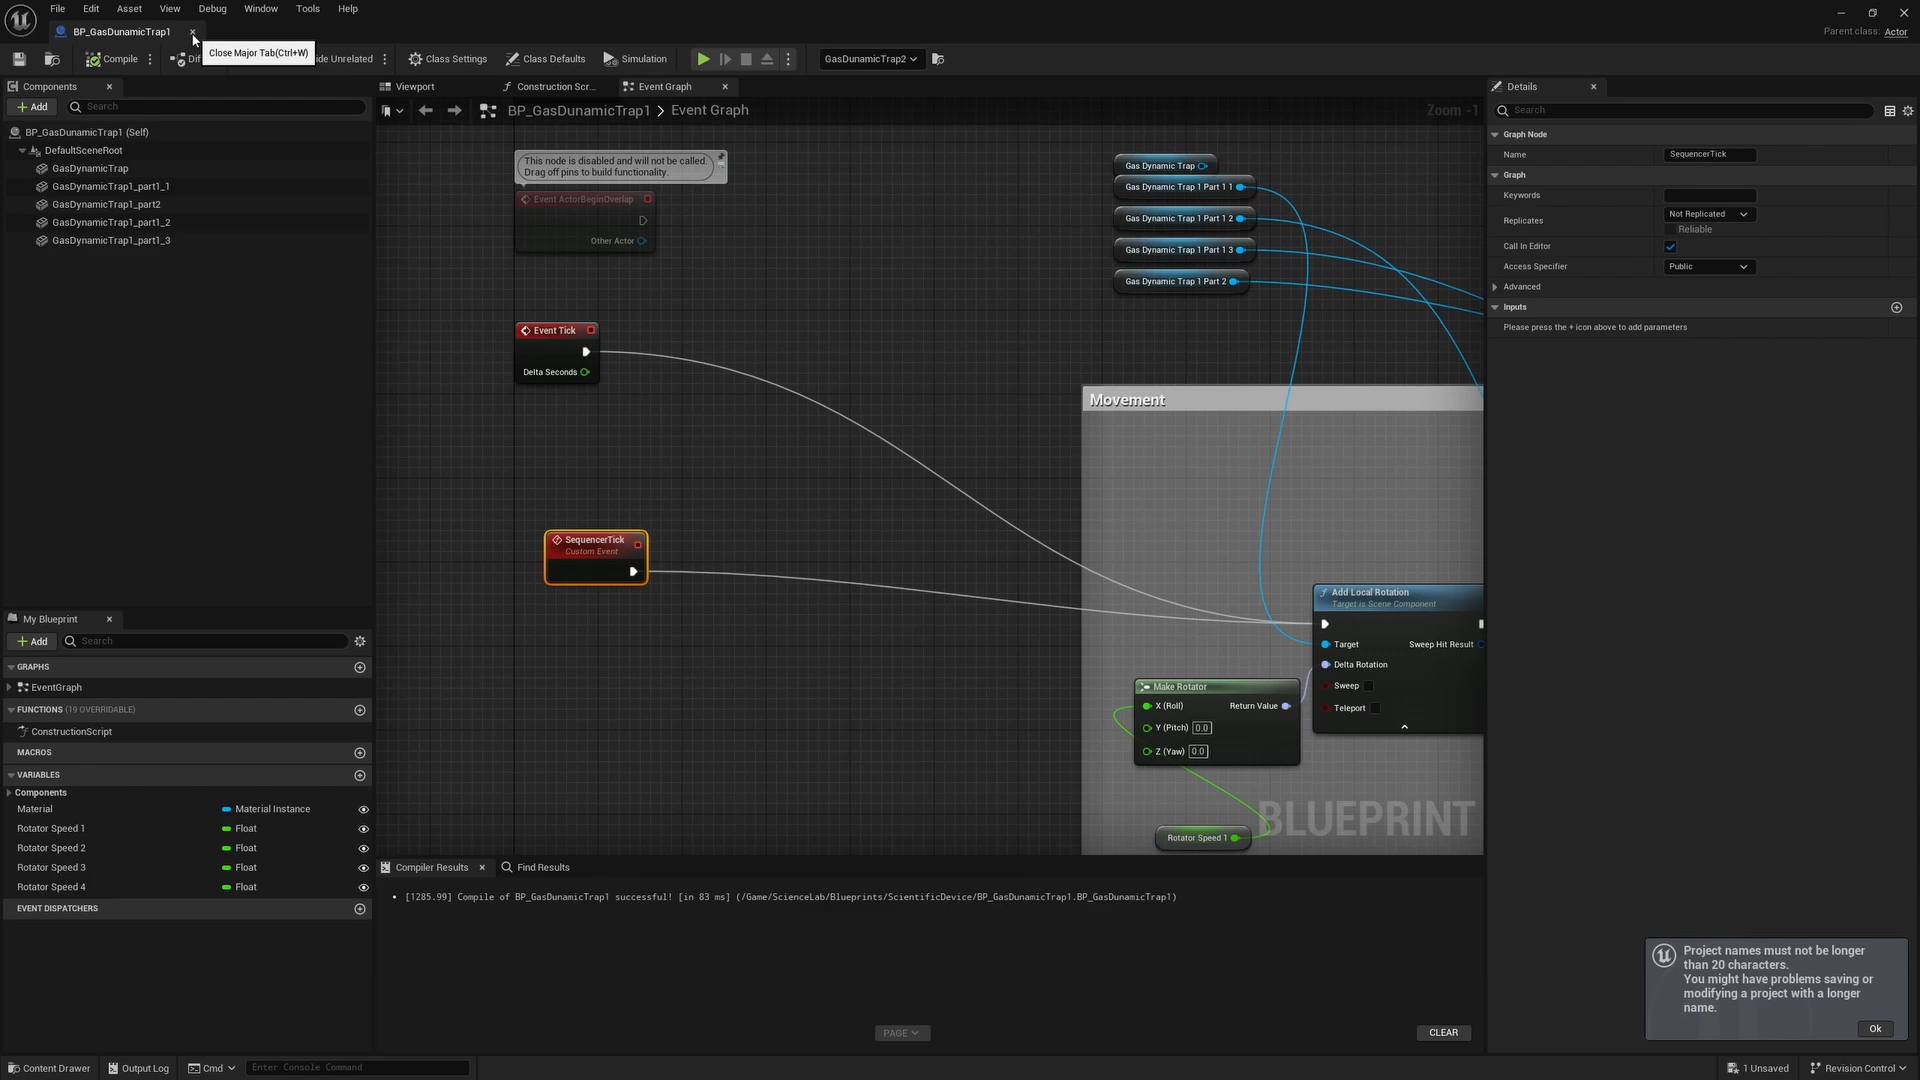 File Edit Asset View Debug Window Tools Help
BP_GasDunamicTrap1
Parent class: Actor
Close Major Tab(Ctrl+W)
Compile Dif ide Unrelated Class Settings Class Defaults Simulation GasDunamicTrap2
Components
Add Search
BP_GasDunamicTrap1 (Self)
DefaultSceneRoot
GasDynamicTrap
GasDynamicTrap1_part1_1
GasDynamicTrap1_part2
GasDynamicTrap1_part1_2
GasDynamicTrap1_part1_3
My Blueprint
Add Search
GRAPHS
EventGraph
FUNCTIONS (19 OVERRIDABLE)
ConstructionScript
MACROS
VARIABLES
Components
Material Material Instance
Rotator Speed 1 Float
Rotator Speed 2 Float
Rotator Speed 3 Float
Rotator Speed 4 Float
EVENT DISPATCHERS
Viewport Construction Scr... Event Graph
BP_GasDunamicTrap1 > Event Graph Zoom -1
This node is disabled and will not be called.
Drag off pins to build functionality.
Event ActorBeginOverlap
Other Actor
Event Tick
Delta Seconds
SequencerTick
Custom Event
Gas Dynamic Trap
Gas Dynamic Trap 1 Part 1 1
Gas Dynamic Trap 1 Part 1 2
Gas Dynamic Trap 1 Part 1 3
Gas Dynamic Trap 1 Part 2
Movement
Add Local Rotation
Target is Scene Component
Target Sweep Hit Result
Delta Rotation
Sweep
Teleport
Make Rotator
X (Roll) Return Value
Y (Pitch) 0.0
Z (Yaw) 0.0
Rotator Speed 1
BLUEPRINT
Compiler Results Find Results
[1285.99] Compile of BP_GasDunamicTrap1 successful! [in 83 ms] (/Game/ScienceLab/Blueprints/ScientificDevice/BP_GasDunamicTrap1.BP_GasDunamicTrap1)
PAGE CLEAR
Details
Search
Graph Node
Name SequencerTick
Graph
Keywords
Replicates Not Replicated
Reliable
Call In Editor
Access Specifier Public
Advanced
Inputs
Please press the + icon above to add parameters
Project names must not be longer
than 20 characters.
You might have problems saving or
modifying a project with a longer
name.
Ok
Content Drawer Output Log Cmd Enter Console Command 1 Unsaved Revision Control